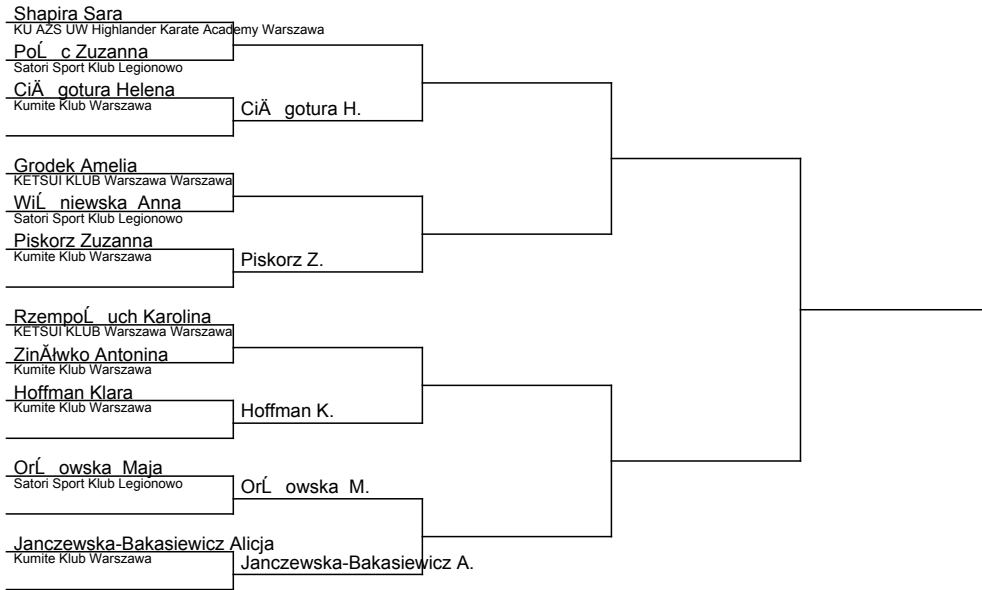 Shapira Sara
KU AZS UW Highlander Karate Academy Warszawa
PoĹ c Zuzanna
Satori Sport Klub Legionowo
CiÄ gotura Helena
Kumite Klub Warszawa
CiÄ gotura H.
Grodek Amelia
KETSUI KLUB Warszawa Warszawa
WiĹ niewska Anna
Satori Sport Klub Legionowo
Piskorz Zuzanna
Kumite Klub Warszawa
Piskorz Z.
RzempoĹ uch Karolina
KETSUI KLUB Warszawa Warszawa
ZinĂłwko Antonina
Kumite Klub Warszawa
Hoffman Klara
Kumite Klub Warszawa
Hoffman K.
OrĹ owska Maja
Satori Sport Klub Legionowo
OrĹ owska M.
Janczewska-Bakasiewicz Alicja
Kumite Klub Warszawa
Janczewska-Bakasiewicz A.